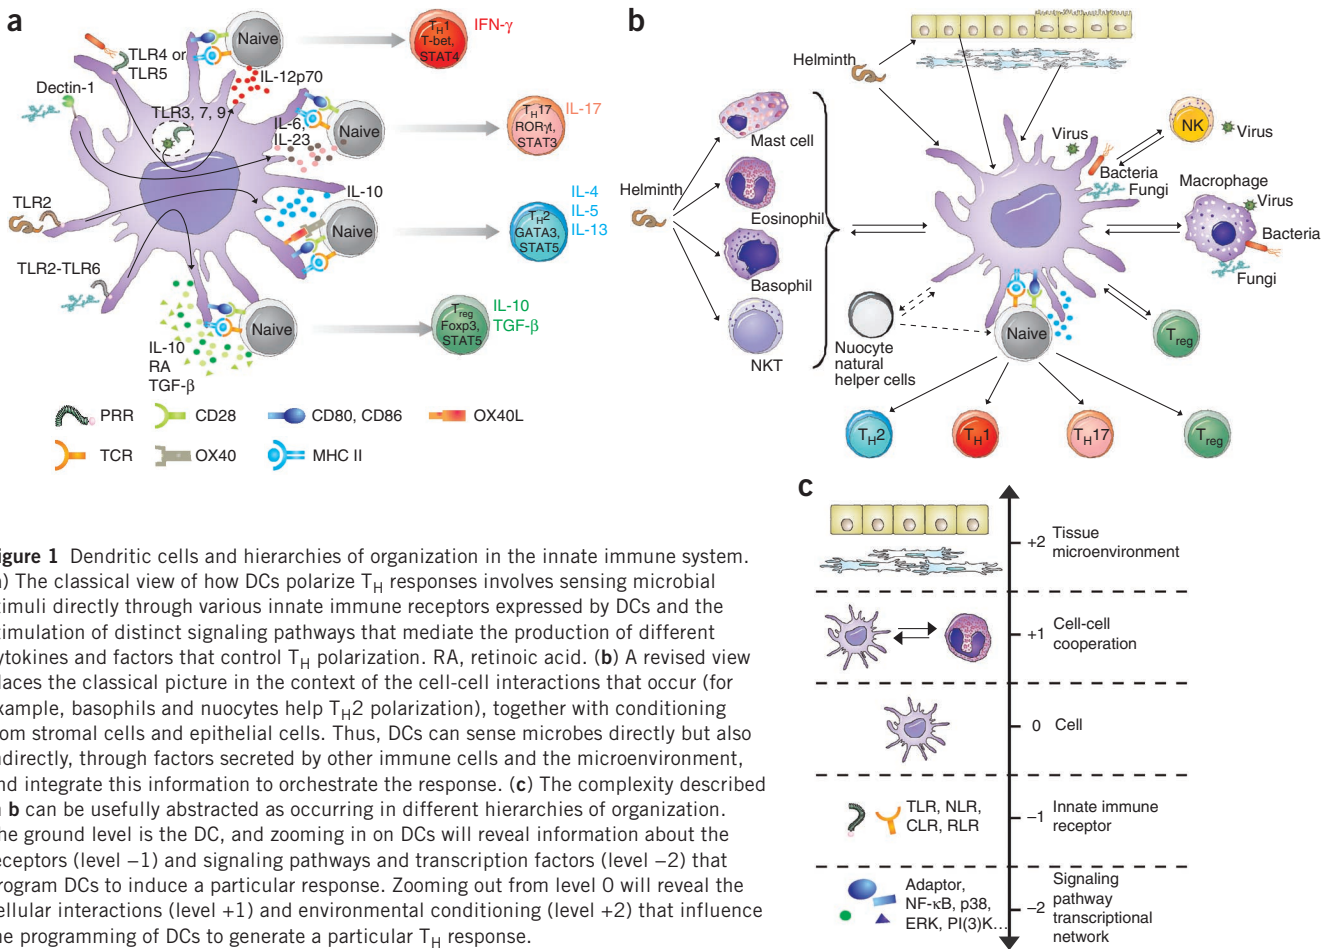 a
TLR4 or
TLR5
Dectin-1
TLR3, 7, 9
TLR2
TLR2-TLR6
Naive
IL-12p70
IL-6,
IL-23
Naive
IL-10
Naive
Naive
IL-10
RA
TGF-β
TH1
T-bet,
STAT4
IFN-γ
TH17
RORγt,
STAT3
IL-17
TH2
GATA3,
STAT5
IL-4
IL-5
IL-13
Treg
Foxp3,
STAT5
IL-10
TGF-β
PRR
CD28
CD80, CD86
OX40L
TCR
OX40
MHC II
b
Helminth
Helminth
Mast cell
Eosinophil
Basophil
NKT
Nuocyte
natural
helper cells
Virus
Bacteria
Fungi
NK
Virus
Macrophage
Virus
Bacteria
Fungi
Treg
Naive
TH2
TH1
TH17
Treg
c
+2
Tissue
microenvironment
+1
Cell-cell
cooperation
0
Cell
TLR, NLR,
CLR, RLR
–1
Innate immune
receptor
Adaptor,
NF-κB, p38,
ERK, PI(3)K...
–2
Signaling
pathway
transcriptional
network
igure 1 Dendritic cells and hierarchies of organization in the innate immune system.
) The classical view of how DCs polarize TH responses involves sensing microbial
timuli directly through various innate immune receptors expressed by DCs and the
timulation of distinct signaling pathways that mediate the production of different
ytokines and factors that control TH polarization. RA, retinoic acid. (b) A revised view
laces the classical picture in the context of the cell-cell interactions that occur (for
xample, basophils and nuocytes help TH2 polarization), together with conditioning
om stromal cells and epithelial cells. Thus, DCs can sense microbes directly but also
ndirectly, through factors secreted by other immune cells and the microenvironment,
nd integrate this information to orchestrate the response. (c) The complexity described
n b can be usefully abstracted as occurring in different hierarchies of organization.
he ground level is the DC, and zooming in on DCs will reveal information about the
eceptors (level –1) and signaling pathways and transcription factors (level –2) that
rogram DCs to induce a particular response. Zooming out from level 0 will reveal the
ellular interactions (level +1) and environmental conditioning (level +2) that influence
he programming of DCs to generate a particular TH response.